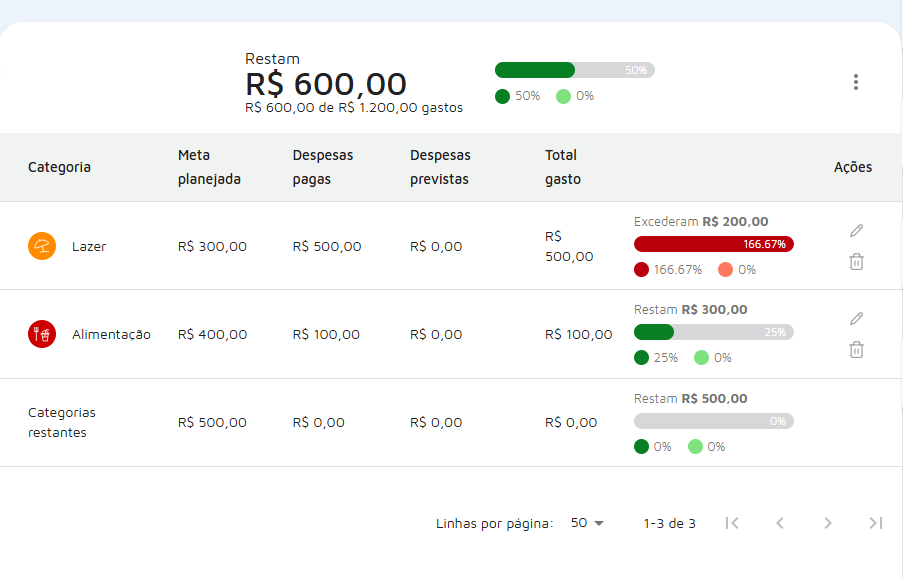 Restam
R$ 600,00
R$ 600,00 de R$ 1.200,00 gastos
50%
50% 0%
Categoria Meta planejada Despesas pagas Despesas previstas Total gasto Ações
Lazer R$ 300,00 R$ 500,00 R$ 0,00 R$ 500,00
Excederam R$ 200,00
166.67%
166.67% 0%
Alimentação R$ 400,00 R$ 100,00 R$ 0,00 R$ 100,00
Restam R$ 300,00
25%
25% 0%
Categorias restantes R$ 500,00 R$ 0,00 R$ 0,00 R$ 0,00
Restam R$ 500,00
0%
0% 0%
Linhas por página: 50 1-3 de 3